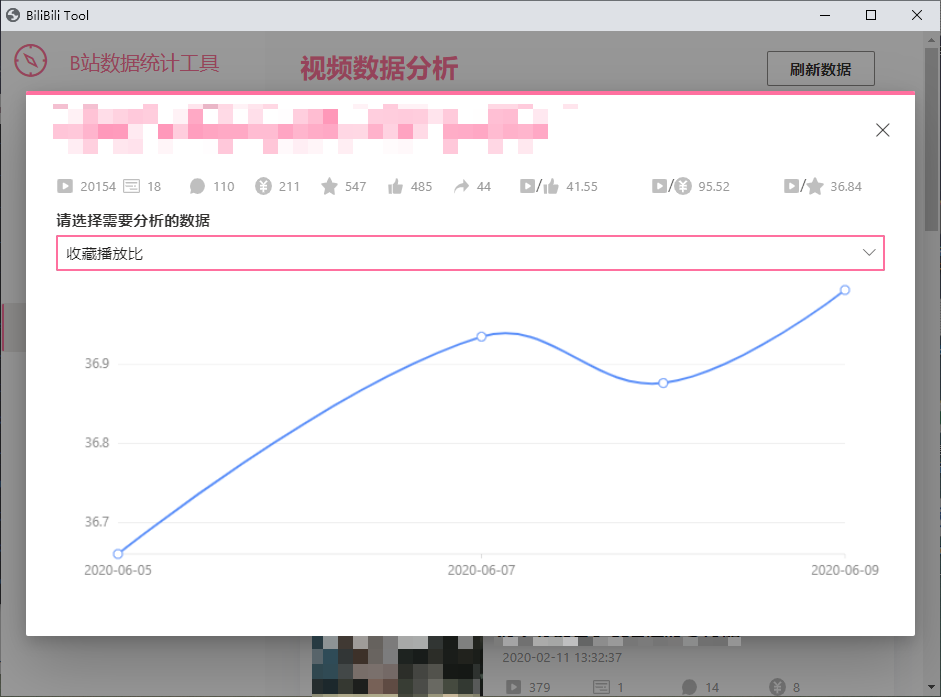 BiliBili Tool
B站数据统计工具
视频数据分析
刷新数据
20154 18 110 211 547 485 44 / 41.55 / 95.52 / 36.84
请选择需要分析的数据
收藏播放比
36.9
36.8
36.7
2020-06-05 2020-06-07 2020-06-09
2020-02-11 13:32:37
379 1 14 8